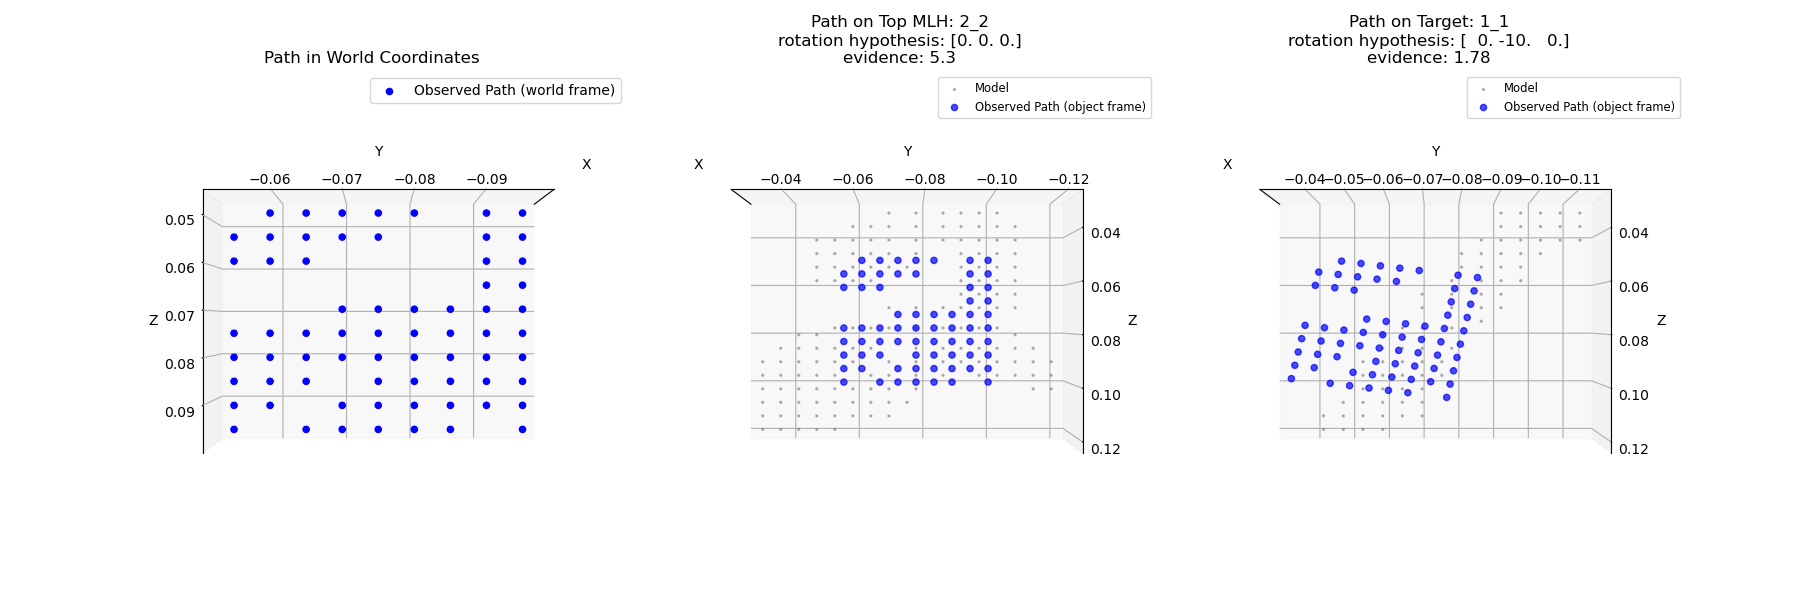 Path in World Coordinates
Observed Path (world frame)
Y
X
−0.06 −0.07 −0.08 −0.09
0.05
0.06
0.07
Z
0.08
0.09
Path on Top MLH: 2_2
rotation hypothesis: [0. 0. 0.]
evidence: 5.3
Model
Observed Path (object frame)
Y
X
−0.04 −0.06 −0.08 −0.10 −0.12
0.04
0.06
Z
0.08
0.10
0.12
Path on Target: 1_1
rotation hypothesis: [  0. -10.   0.]
evidence: 1.78
Model
Observed Path (object frame)
Y
X
−0.04 −0.05 −0.06 −0.07 −0.08 −0.09 −0.10 −0.11
0.04
0.06
Z
0.08
0.10
0.12